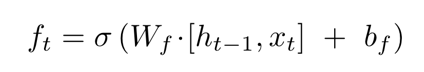 f_t = σ (W_f · [h_{t−1}, x_t] + b_f)